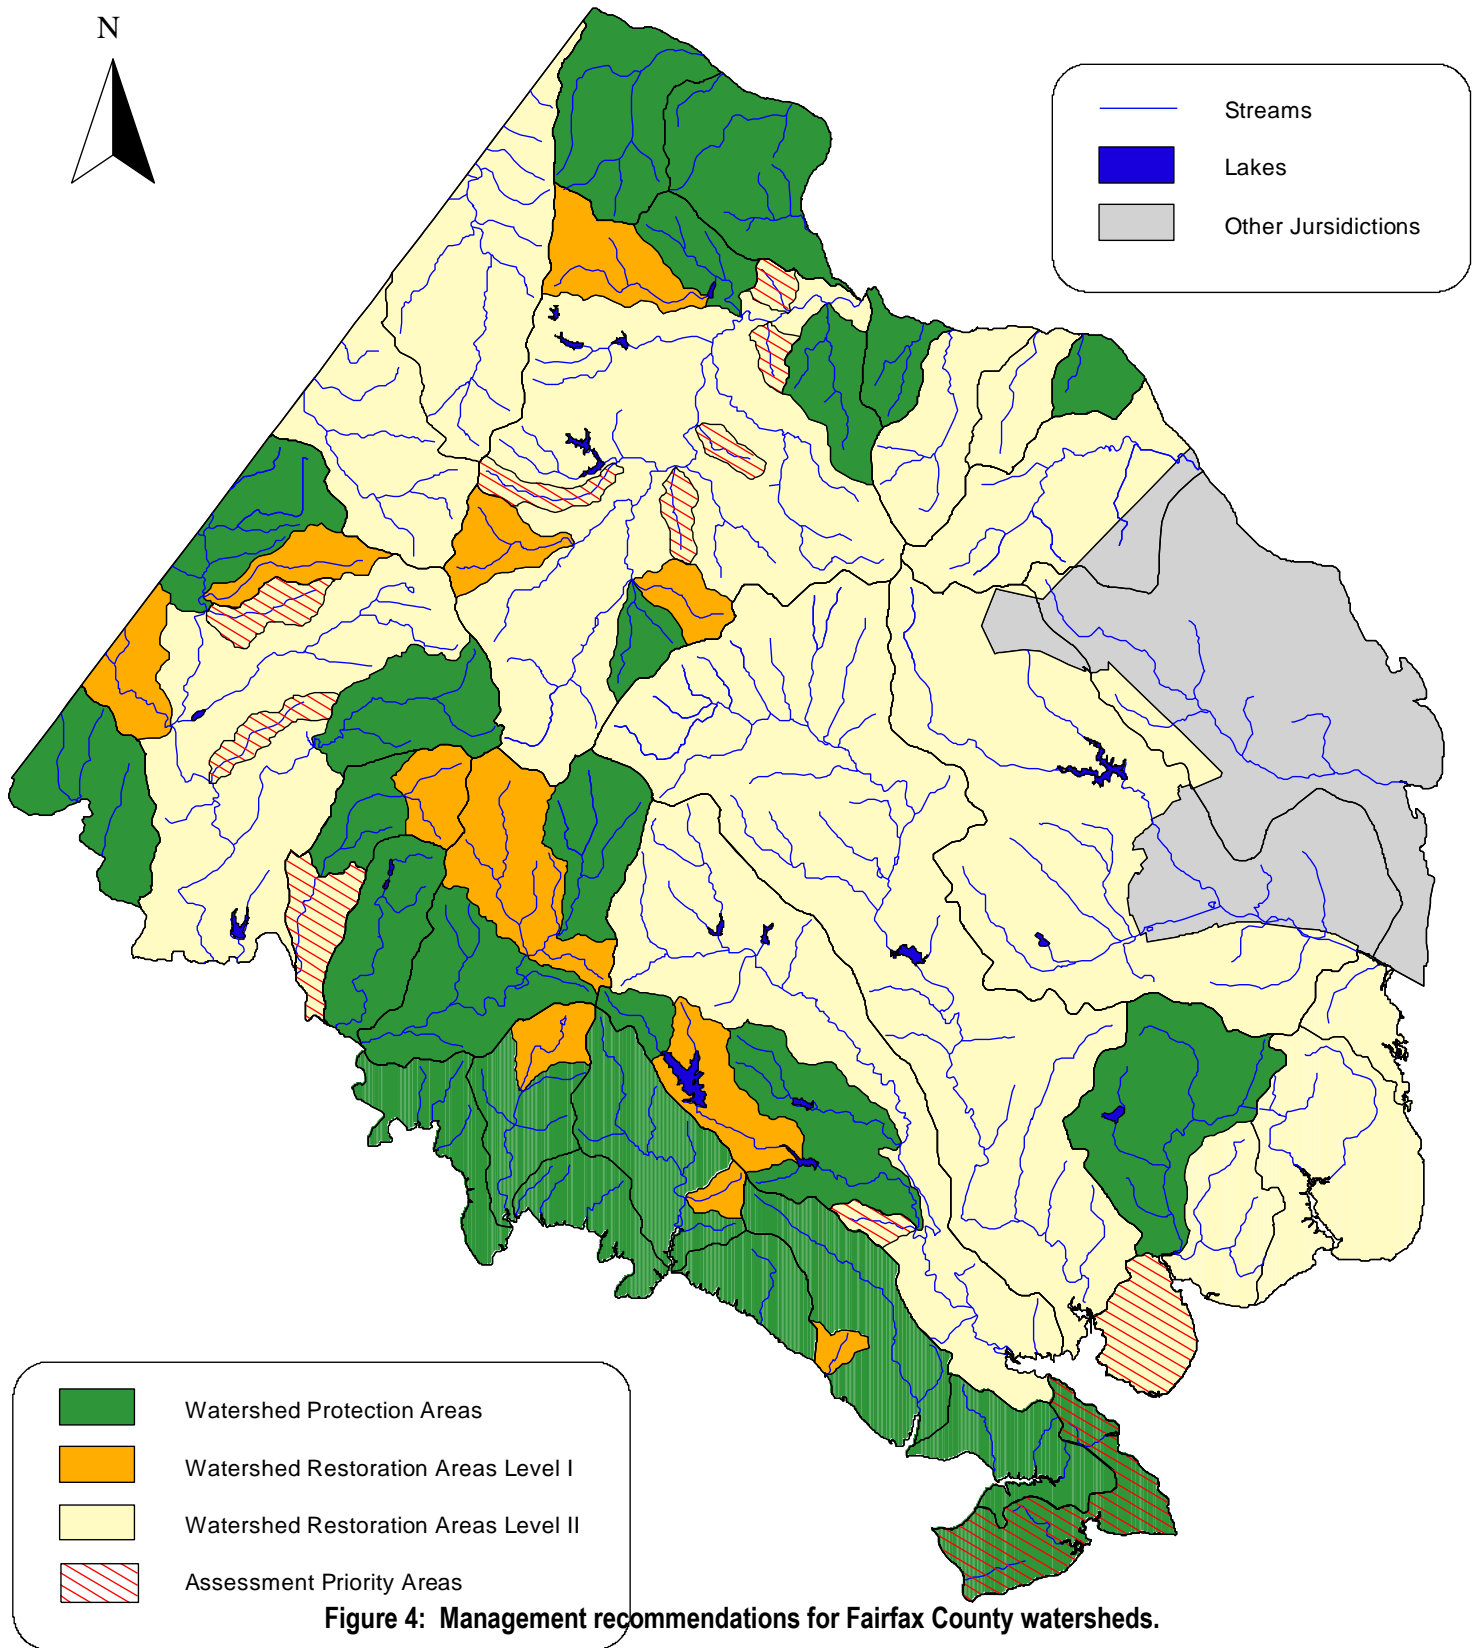 N
Streams
Lakes
Other Jursidictions
Watershed Protection Areas
Watershed Restoration Areas Level I
Watershed Restoration Areas Level II
Assessment Priority Areas
Figure 4: Management recommendations for Fairfax County watersheds.